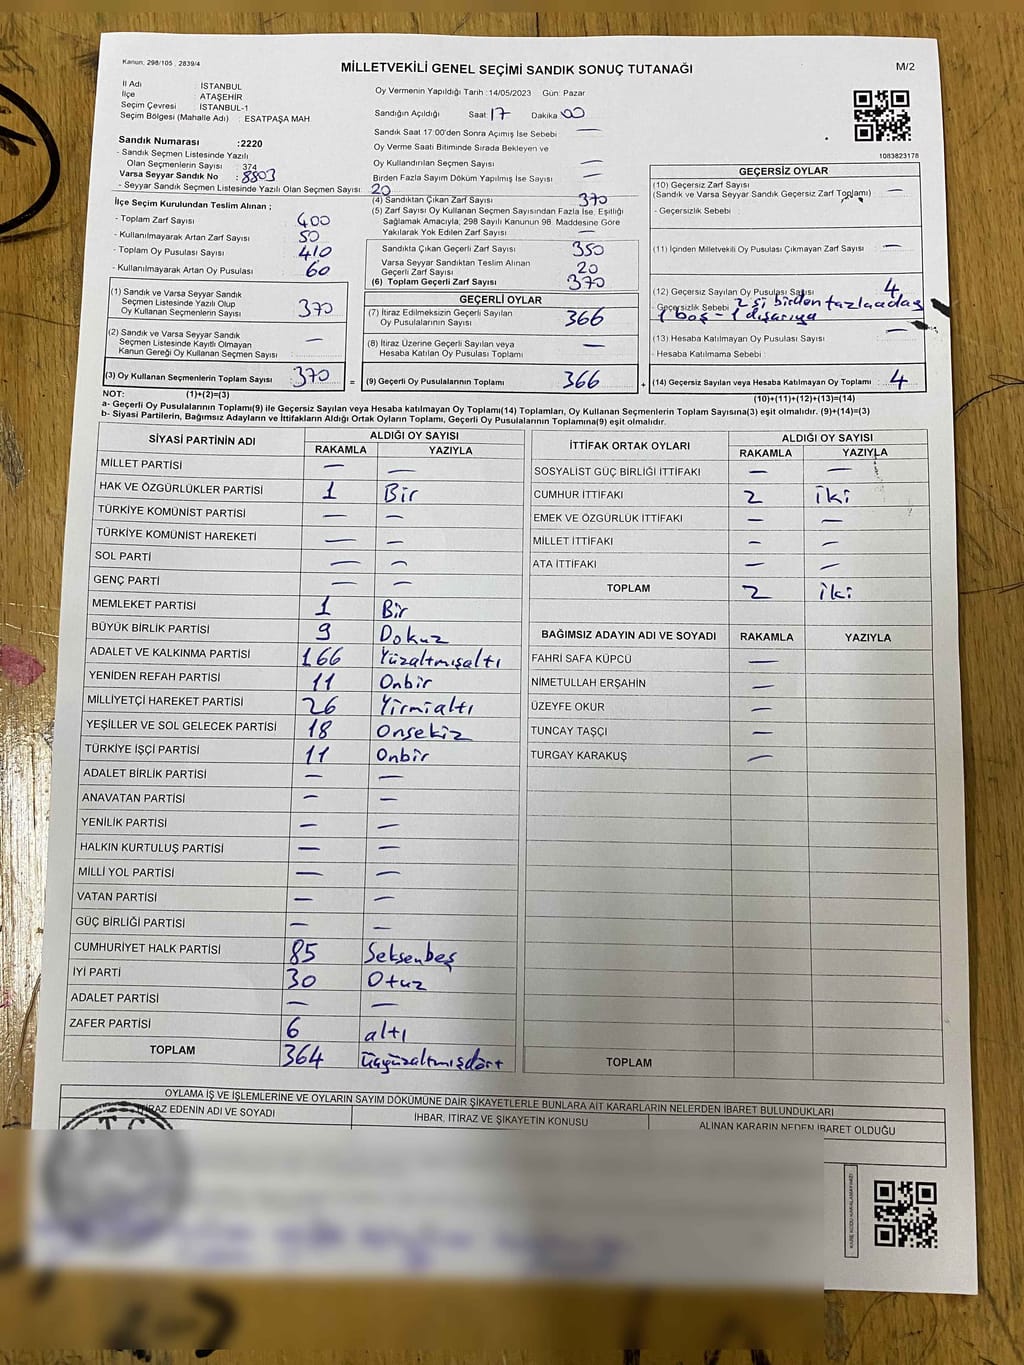 Kanun: 298/105 , 2839/4
MİLLETVEKİLİ GENEL SEÇİMİ SANDIK SONUÇ TUTANAĞI
M/2
İl Adı : İSTANBUL
İlçe : ATAŞEHİR
Seçim Çevresi : İSTANBUL-1
Seçim Bölgesi (Mahalle Adı) : ESATPAŞA MAH
Oy Vermenin Yapıldığı Tarih :14/05/2023 Gün: Pazar
Sandığın Açıldığı Saat 17 Dakika 00
Sandık Saat 17:00'den Sonra Açımış İse Sebebi : —
Oy Verme Saati Bitiminde Sırada Bekleyen ve
Oy Kullandırılan Seçmen Sayısı —
Birden Fazla Sayım Döküm Yapılmış İse Sayısı —
1083823178
Sandık Numarası :2220
- Sandık Seçmen Listesinde Yazılı
Olan Seçmenlerin Sayısı : 374
Varsa Seyyar Sandık No : 8803
- Seyyar Sandık Seçmen Listesinde Yazılı Olan Seçmen Sayısı: 20
İlçe Seçim Kurulundan Teslim Alınan ;
- Toplam Zarf Sayısı : 400
- Kullanılmayarak Artan Zarf Sayısı : 50
- Toplam Oy Pusulası Sayısı : 410
- Kullanılmayarak Artan Oy Pusulası : 60
(1) Sandık ve Varsa Seyyar Sandık
Seçmen Listesinde Yazılı Olup
Oy Kullanan Seçmenlerin Sayısı 370
(2) Sandık ve Varsa Seyyar Sandık
Seçmen Listesinde Kayıtlı Olmayan
Kanun Gereği Oy Kullanan Seçmen Sayısı —
(3) Oy Kullanan Seçmenlerin Toplam Sayısı 370 =
(4) Sandıktan Çıkan Zarf Sayısı 370
(5) Zarf Sayısı Oy Kullanan Seçmen Sayısından Fazla İse, Eşitliği
Sağlamak Amacıyla, 298 Sayılı Kanunun 98. Maddesine Göre
Yakılarak Yok Edilen Zarf Sayısı —
Sandıkta Çıkan Geçerli Zarf Sayısı 350
Varsa Seyyar Sandıktan Teslim Alınan
Geçerli Zarf Sayısı 20
(6) Toplam Geçerli Zarf Sayısı 370
GEÇERLİ OYLAR
(7) İtiraz Edilmeksizin Geçerli Sayılan
Oy Pusulalarının Sayısı 366
(8) İtiraz Üzerine Geçerli Sayılan veya
Hesaba Katılan Oy Pusulası Toplamı —
(9) Geçerli Oy Pusulalarının Toplamı 366 +
GEÇERSİZ OYLAR
(10) Geçersiz Zarf Sayısı
(Sandık ve Varsa Seyyar Sandık Geçersiz Zarf Toplamı) —
- Geçersizlik Sebebi :
(11) İçinden Milletvekili Oy Pusulası Çıkmayan Zarf Sayısı —
(12) Geçersiz Sayılan Oy Pusulası Sayısı 4
Geçersizlik Sebebi 2 si birden fazla
1 boş - 1 dışarıya
(13) Hesaba Katılmayan Oy Pusulası Sayısı —
- Hesaba Katılmama Sebebi :
(14) Geçersiz Sayılan veya Hesaba Katılmayan Oy Toplamı 4
NOT: (1)+(2)=(3)
(10)+(11)+(12)+(13)=(14)
a- Geçerli Oy Pusulalarının Toplamı(9) ile Geçersiz Sayılan veya Hesaba katılmayan Oy Toplamı(14) Toplamları, Oy Kullanan Seçmenlerin Toplam Sayısına(3) eşit olmalıdır. (9)+(14)=(3)
b- Siyasi Partilerin, Bağımsız Adayların ve İttifakların Aldığı Ortak Oyların Toplamı, Geçerli Oy Pusulalarının Toplamına(9) eşit olmalıdır.
SİYASİ PARTİNİN ADI ALDIĞI OY SAYISI
RAKAMLA YAZIYLA
MİLLET PARTİSİ — —
HAK VE ÖZGÜRLÜKLER PARTİSİ 1 Bir
TÜRKİYE KOMÜNİST PARTİSİ — —
TÜRKİYE KOMÜNİST HAREKETİ — —
SOL PARTİ — —
GENÇ PARTİ — —
MEMLEKET PARTİSİ 1 Bir
BÜYÜK BİRLİK PARTİSİ 9 Dokuz
ADALET VE KALKINMA PARTİSİ 166 Yüzaltmışaltı
YENİDEN REFAH PARTİSİ 11 Onbir
MİLLİYETÇİ HAREKET PARTİSİ 26 Yirmialtı
YEŞİLLER VE SOL GELECEK PARTİSİ 18 Onsekiz
TÜRKİYE İŞÇİ PARTİSİ 11 Onbir
ADALET BİRLİK PARTİSİ — —
ANAVATAN PARTİSİ — —
YENİLİK PARTİSİ — —
HALKIN KURTULUŞ PARTİSİ — —
MİLLİ YOL PARTİSİ — —
VATAN PARTİSİ — —
GÜÇ BİRLİĞİ PARTİSİ — —
CUMHURİYET HALK PARTİSİ 85 Seksenbeş
İYİ PARTİ 30 Otuz
ADALET PARTİSİ — —
ZAFER PARTİSİ 6 altı
TOPLAM 364 üçyüzaltmışdört
İTTİFAK ORTAK OYLARI ALDIĞI OY SAYISI
RAKAMLA YAZIYLA
SOSYALİST GÜÇ BİRLİĞİ İTTİFAKI — —
CUMHUR İTTİFAKI 2 iki
EMEK VE ÖZGÜRLÜK İTTİFAKI — —
MİLLET İTTİFAKI — —
ATA İTTİFAKI — —
TOPLAM 2 iki
BAĞIMSIZ ADAYIN ADI VE SOYADI RAKAMLA YAZIYLA
FAHRİ SAFA KÜPCÜ —
NİMETULLAH ERŞAHİN —
ÜZEYFE OKUR —
TUNCAY TAŞÇI —
TURGAY KARAKUŞ —
TOPLAM
OYLAMA İŞ VE İŞLEMLERİNE VE OYLARIN SAYIM DÖKÜMÜNE DAİR ŞİKAYETLERLE BUNLARA AİT KARARLARIN NELERDEN İBARET BULUNDUKLARI
İTİRAZ EDENİN ADI VE SOYADI
İHBAR, İTİRAZ VE ŞİKAYETİN KONUSU
ALINAN KARARIN NEDEN İBARET OLDUĞU
T.C.
KARE KODU KARALAMAYINIZ!